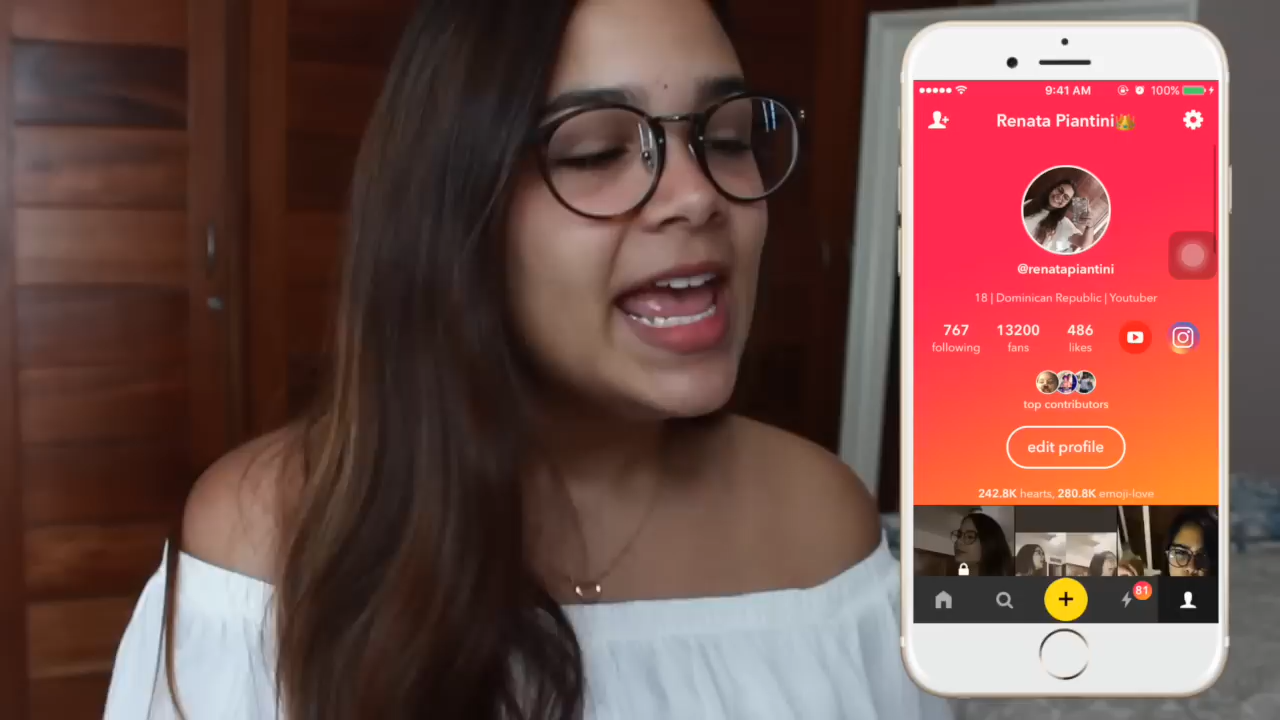 9:41 AM
100%
Renata Piantini
@renatapiantini
18 | Dominican Republic | Youtuber
767 13200 486
following fans likes
top contributors
edit profile
242.8K hearts, 280.8K emoji-love
81